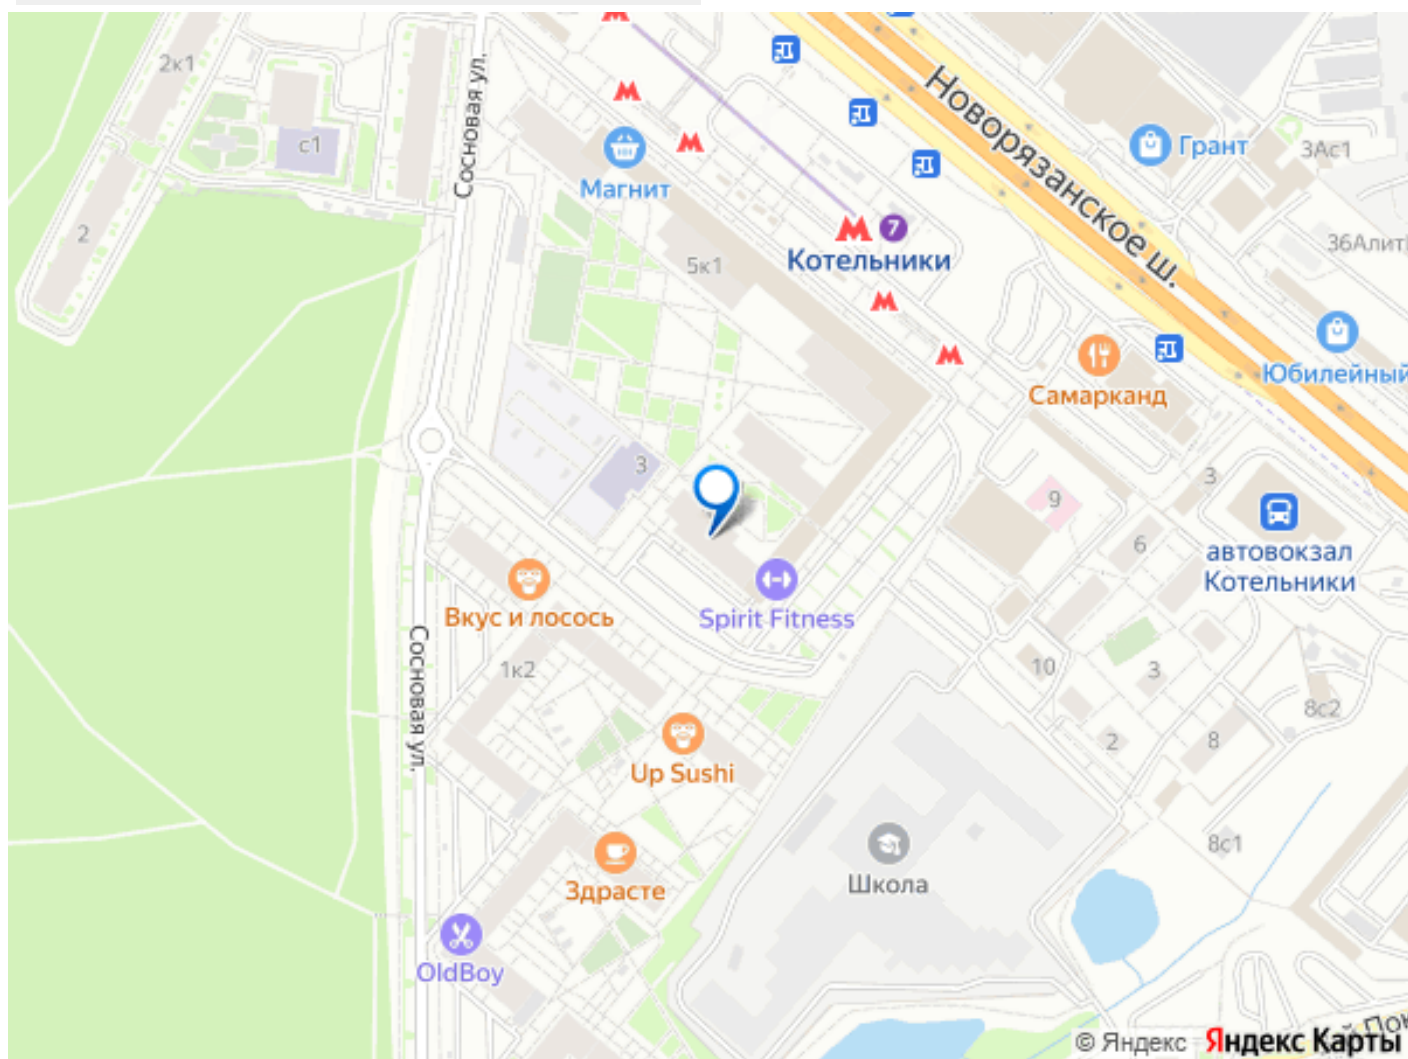 2к1
Сосновая ул.
с1
2
Магнит
5к1
7
Котельники
Новорязанское ш.
Грант
3Ас1
36Алит
Юбилейный
Самарканд
3
9
3
6
автовокзал
Котельники
Вкус и лосось
Spirit Fitness
Сосновая ул.
1к2
10
3
8с2
2
8
Up Sushi
8с1
Здрасте
Школа
OldBoy
© Яндекс Яндекс Карты